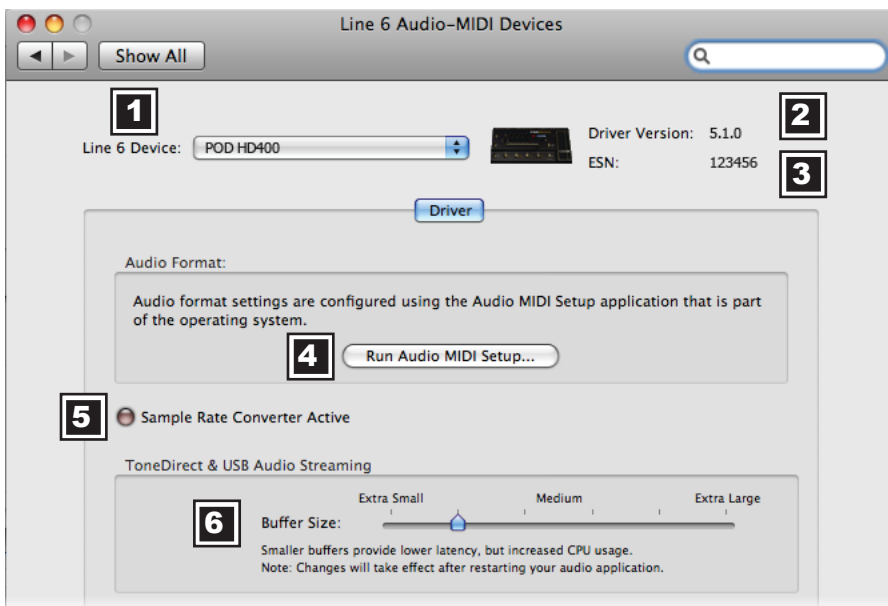 Line 6 Audio-MIDI Devices
Show All
1
2
Line 6 Device: POD HD400
Driver Version: 5.1.0
ESN: 123456
3
Driver
Audio Format:
Audio format settings are configured using the Audio MIDI Setup application that is part
of the operating system.
4
Run Audio MIDI Setup...
5
Sample Rate Converter Active
ToneDirect & USB Audio Streaming
Extra Small Medium Extra Large
6
Buffer Size:
Smaller buffers provide lower latency, but increased CPU usage.
Note: Changes will take effect after restarting your audio application.